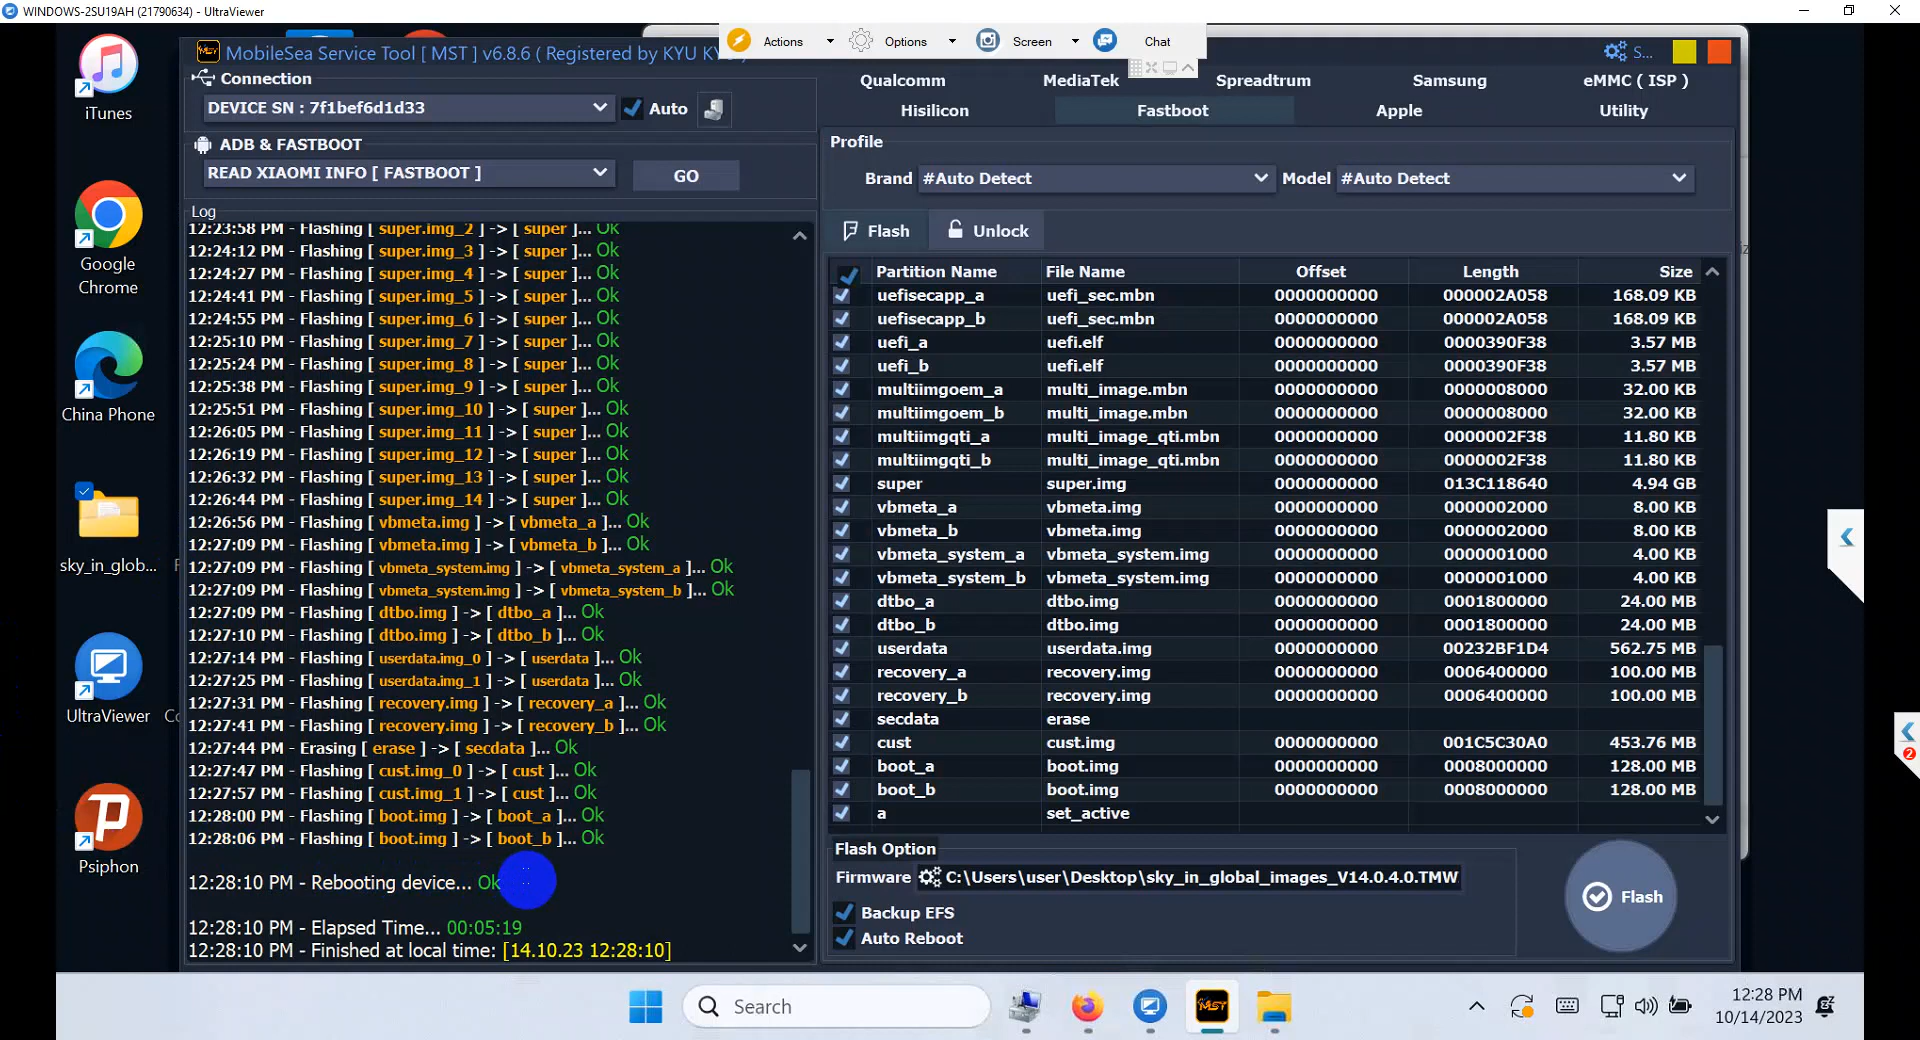 WINDOWS-2SU19AH (21790634) - UltraViewer
Actions
Options
Screen
Chat
iTunes
Google
Chrome
China Phone
sky_in_glob...
UltraViewer
Psiphon
MobileSea Service Tool [ MST ] v6.8.6 ( Registered by KYU K
S...
Connection
DEVICE SN : 7f1bef6d1d33
Auto
ADB & FASTBOOT
READ XIAOMI INFO [ FASTBOOT ]
GO
Log
12:23:58 PM - Flashing [ super.img_2 ] -> [ super ]... Ok
12:24:12 PM - Flashing [ super.img_3 ] -> [ super ]... Ok
12:24:27 PM - Flashing [ super.img_4 ] -> [ super ]... Ok
12:24:41 PM - Flashing [ super.img_5 ] -> [ super ]... Ok
12:24:55 PM - Flashing [ super.img_6 ] -> [ super ]... Ok
12:25:10 PM - Flashing [ super.img_7 ] -> [ super ]... Ok
12:25:24 PM - Flashing [ super.img_8 ] -> [ super ]... Ok
12:25:38 PM - Flashing [ super.img_9 ] -> [ super ]... Ok
12:25:51 PM - Flashing [ super.img_10 ] -> [ super ]... Ok
12:26:05 PM - Flashing [ super.img_11 ] -> [ super ]... Ok
12:26:19 PM - Flashing [ super.img_12 ] -> [ super ]... Ok
12:26:32 PM - Flashing [ super.img_13 ] -> [ super ]... Ok
12:26:44 PM - Flashing [ super.img_14 ] -> [ super ]... Ok
12:26:56 PM - Flashing [ vbmeta.img ] -> [ vbmeta_a ]... Ok
12:27:09 PM - Flashing [ vbmeta.img ] -> [ vbmeta_b ]... Ok
12:27:09 PM - Flashing [ vbmeta_system.img ] -> [ vbmeta_system_a ]... Ok
12:27:09 PM - Flashing [ vbmeta_system.img ] -> [ vbmeta_system_b ]... Ok
12:27:09 PM - Flashing [ dtbo.img ] -> [ dtbo_a ]... Ok
12:27:10 PM - Flashing [ dtbo.img ] -> [ dtbo_b ]... Ok
12:27:14 PM - Flashing [ userdata.img_0 ] -> [ userdata ]... Ok
12:27:25 PM - Flashing [ userdata.img_1 ] -> [ userdata ]... Ok
12:27:31 PM - Flashing [ recovery.img ] -> [ recovery_a ]... Ok
12:27:41 PM - Flashing [ recovery.img ] -> [ recovery_b ]... Ok
12:27:44 PM - Erasing [ erase ] -> [ secdata ]... Ok
12:27:47 PM - Flashing [ cust.img_0 ] -> [ cust ]... Ok
12:27:57 PM - Flashing [ cust.img_1 ] -> [ cust ]... Ok
12:28:00 PM - Flashing [ boot.img ] -> [ boot_a ]... Ok
12:28:06 PM - Flashing [ boot.img ] -> [ boot_b ]... Ok
12:28:10 PM - Rebooting device... Ok
12:28:10 PM - Elapsed Time... 00:05:19
12:28:10 PM - Finished at local time: [14.10.23 12:28:10]
Qualcomm MediaTek Spreadtrum Samsung eMMC ( ISP )
Hisilicon Fastboot Apple Utility
Profile
Brand #Auto Detect Model #Auto Detect
Flash Unlock
Partition Name File Name Offset Length Size
uefisecapp_a uefi_sec.mbn 0000000000 000002A058 168.09 KB
uefisecapp_b uefi_sec.mbn 0000000000 000002A058 168.09 KB
uefi_a uefi.elf 0000000000 0000390F38 3.57 MB
uefi_b uefi.elf 0000000000 0000390F38 3.57 MB
multiimgoem_a multi_image.mbn 0000000000 0000008000 32.00 KB
multiimgoem_b multi_image.mbn 0000000000 0000008000 32.00 KB
multiimgqti_a multi_image_qti.mbn 0000000000 0000002F38 11.80 KB
multiimgqti_b multi_image_qti.mbn 0000000000 0000002F38 11.80 KB
super super.img 0000000000 013C118640 4.94 GB
vbmeta_a vbmeta.img 0000000000 0000002000 8.00 KB
vbmeta_b vbmeta.img 0000000000 0000002000 8.00 KB
vbmeta_system_a vbmeta_system.img 0000000000 0000001000 4.00 KB
vbmeta_system_b vbmeta_system.img 0000000000 0000001000 4.00 KB
dtbo_a dtbo.img 0000000000 0001800000 24.00 MB
dtbo_b dtbo.img 0000000000 0001800000 24.00 MB
userdata userdata.img 0000000000 00232BF1D4 562.75 MB
recovery_a recovery.img 0000000000 0006400000 100.00 MB
recovery_b recovery.img 0000000000 0006400000 100.00 MB
secdata erase
cust cust.img 0000000000 001C5C30A0 453.76 MB
boot_a boot.img 0000000000 0008000000 128.00 MB
boot_b boot.img 0000000000 0008000000 128.00 MB
a set_active
Flash Option
Firmware C:\Users\user\Desktop\sky_in_global_images_V14.0.4.0.TMW
Backup EFS
Auto Reboot
Flash
2
Search
MST
12:28 PM
10/14/2023